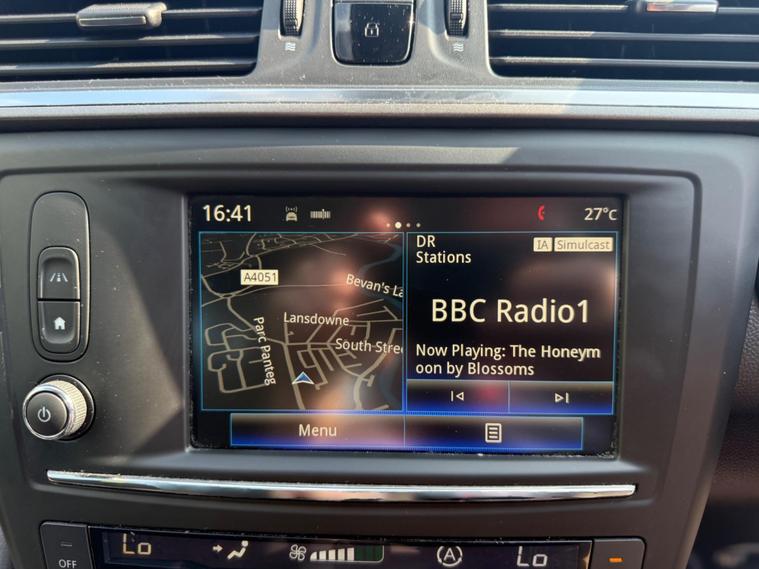 16:41
27°C
A4051
Bevan's La
Lansdowne
South Stree
Parc Panteg
DR
Stations
IA Simulcast
BBC Radio1
Now Playing: The Honeym
oon by Blossoms
Menu
Lo
A
Lo
OFF